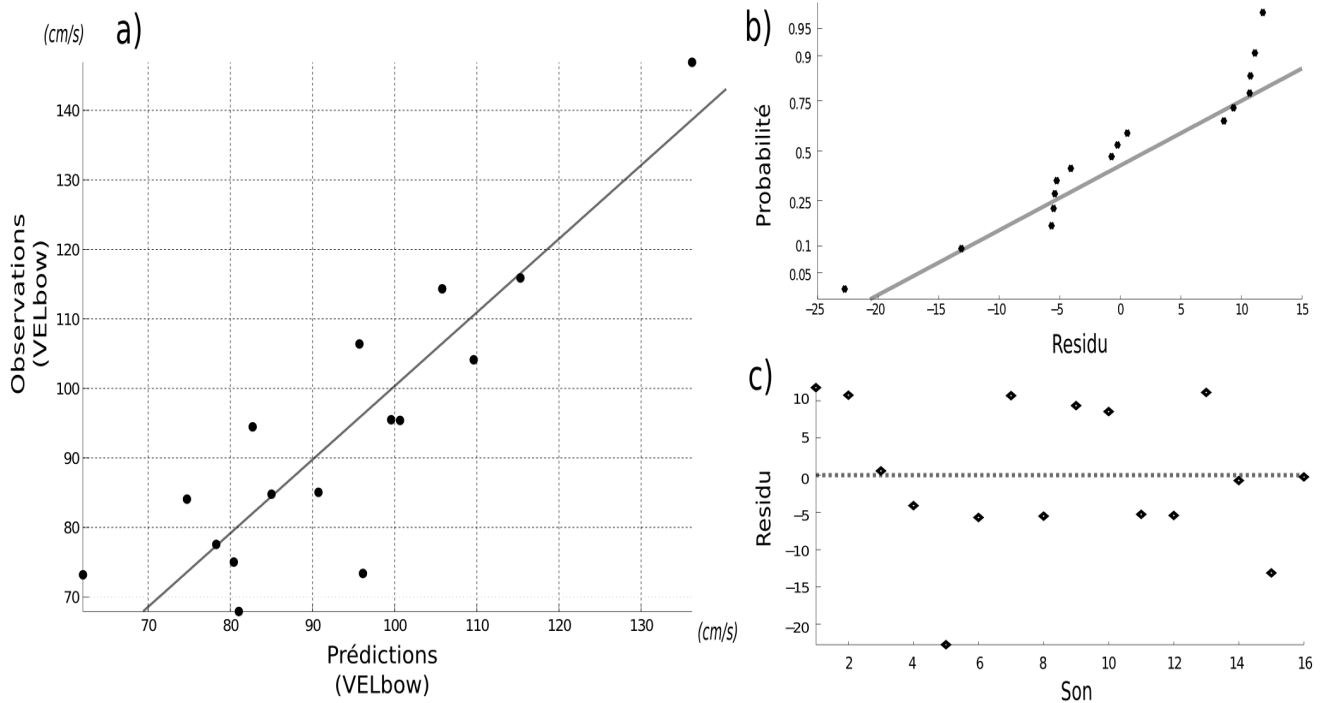 a)
(cm/s)
140
130
120
110
100
90
80
70
Observations
(VELbow)
70 80 90 100 110 120 130
(cm/s)
Prédictions
(VELbow)
b)
0.95
0.9
0.75
0.5
0.25
0.1
0.05
Probabilité
−25 −20 −15 −10 −5 0 5 10 15
Residu
c)
10
5
0
−5
−10
−15
−20
Residu
2 4 6 8 10 12 14 16
Son